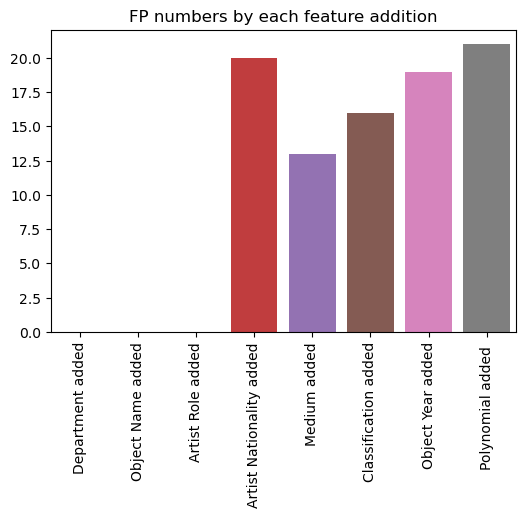 FP numbers by each feature addition
20.0
17.5
15.0
12.5
10.0
7.5
5.0
2.5
0.0
Department added
Object Name added
Artist Role added
Artist Nationality added
Medium added
Classification added
Object Year added
Polynomial added